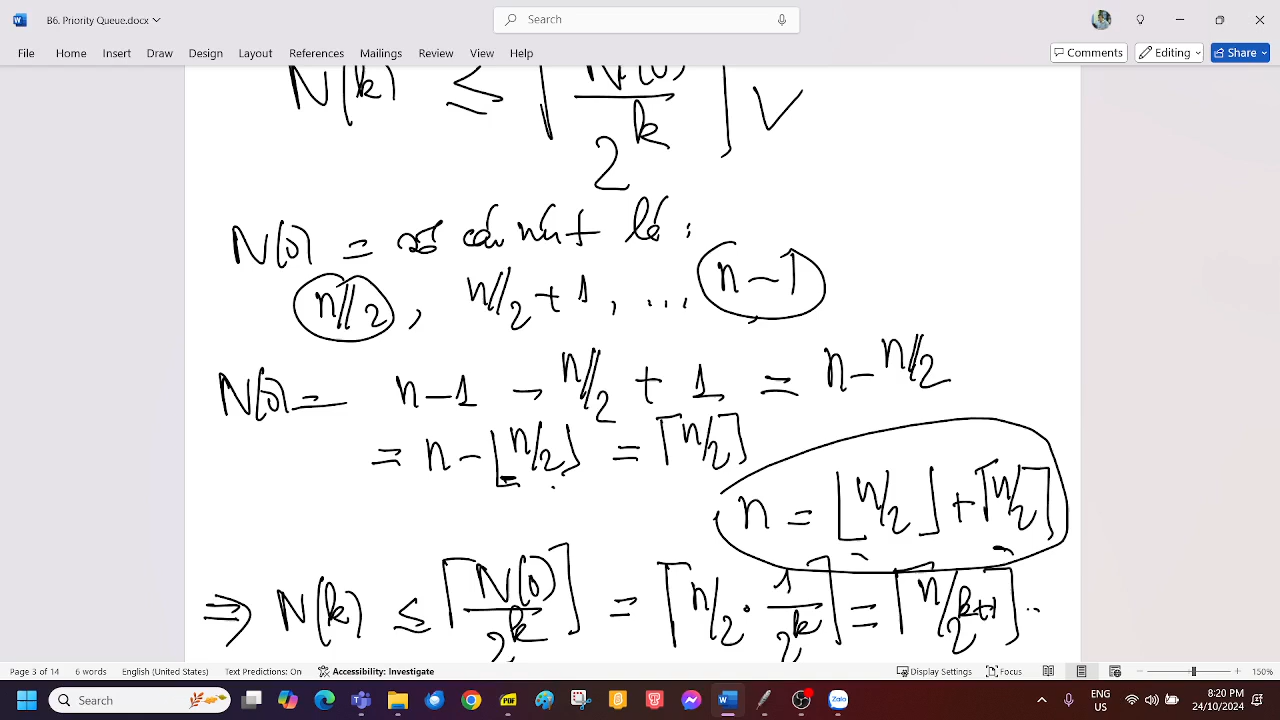 B6. Priority Queue.docx
Search
File Home Insert Draw Design Layout References Mailings Review View Help
Comments Editing Share
N(k) ≤ ⌈N(0)/2^k⌉ ✓
N(0) = số các nút lá :
n//2 , n//2 + 1 , ... n-1
N(0) = n-1 - n//2 + 1 = n - n//2
= n - ⌊n/2⌋ = ⌈n/2⌉
n = ⌊n/2⌋ + ⌈n/2⌉
⇒ N(k) ≤ ⌈N(0)/2^k⌉ = ⌈n/2 · 1/2^k⌉ = ⌈n/2^k+1⌉ ..
Page 3 of 14 6 words English (United States) Text Predictions: On Accessibility: Investigate Display Settings Focus 150%
Search PDF Zalo ENG US 8:20 PM 24/10/2024